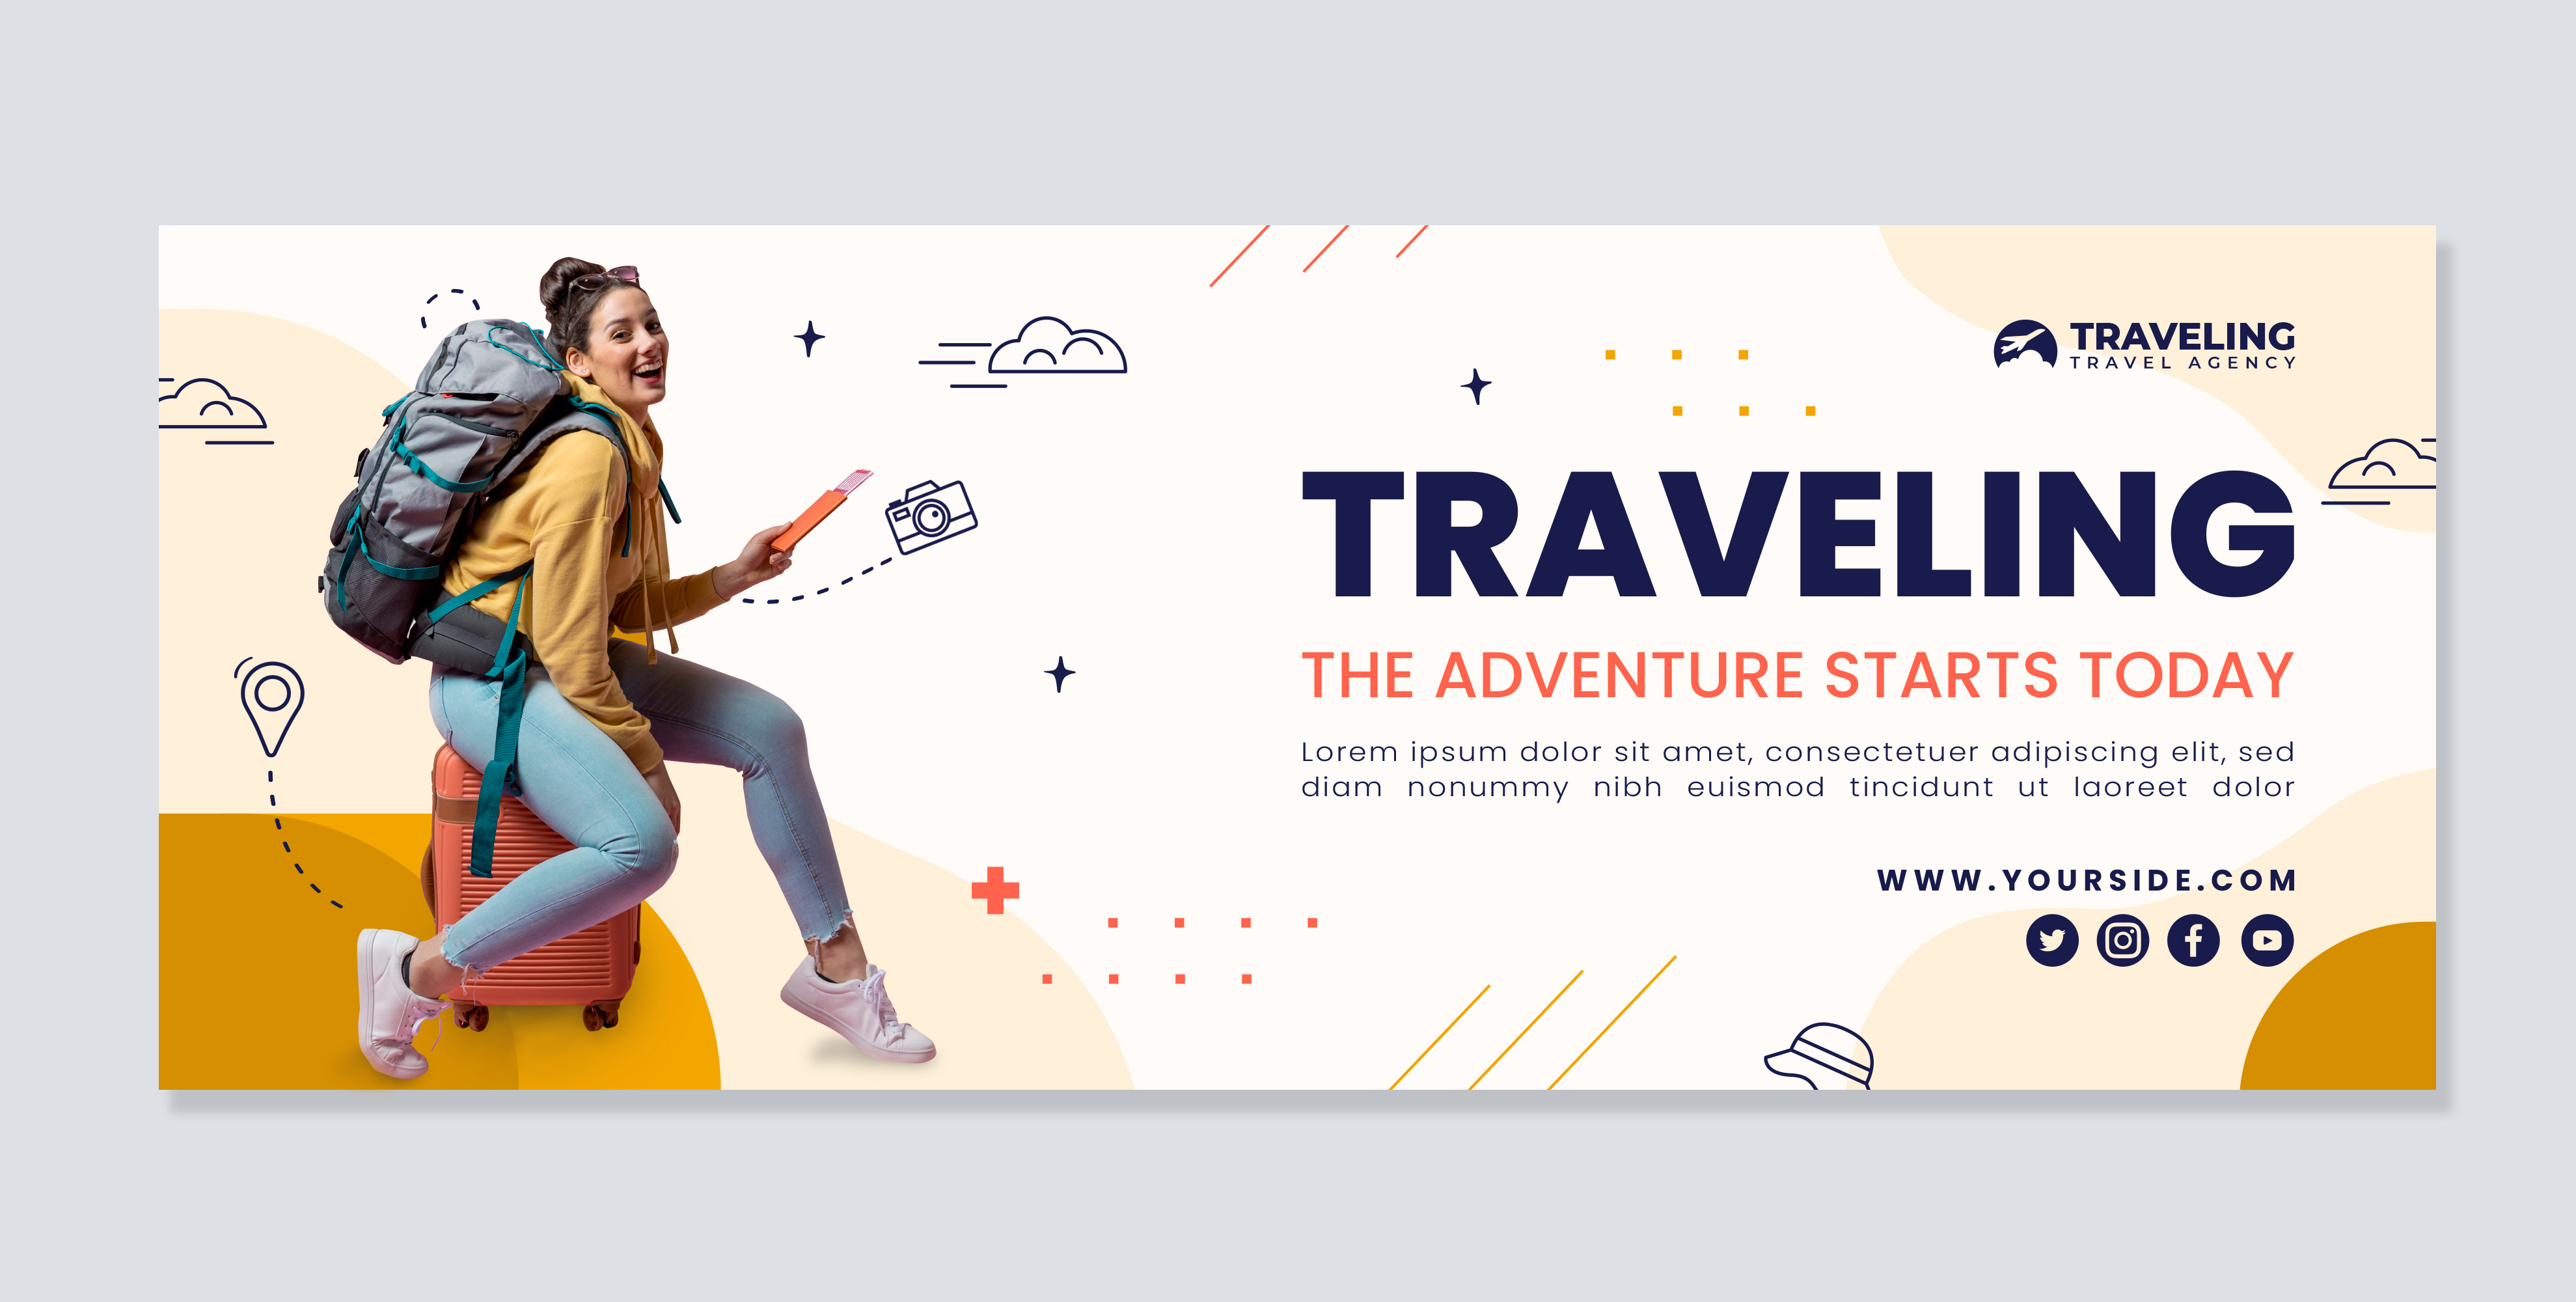 TRAVELING
TRAVEL AGENCY
TRAVELING
THE ADVENTURE STARTS TODAY
Lorem ipsum dolor sit amet, consectetuer adipiscing elit, sed
diam nonummy nibh euismod tincidunt ut laoreet dolor
WWW.YOURSIDE.COM